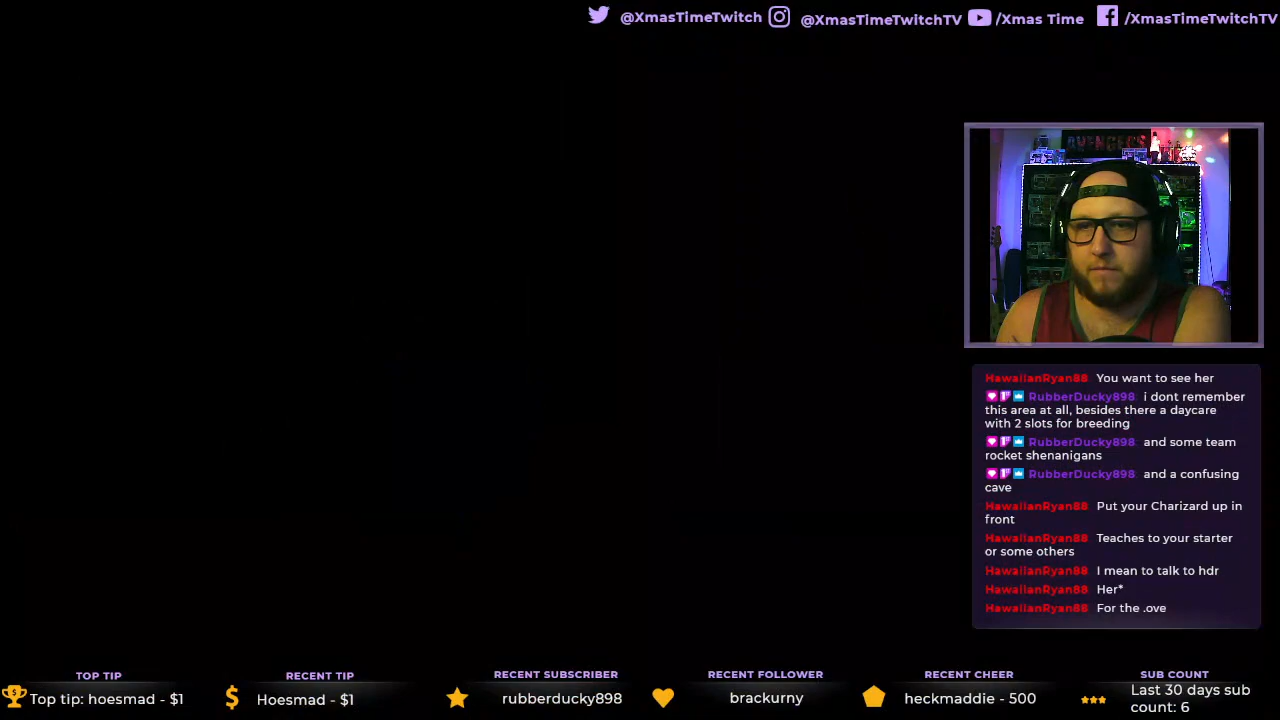 @XmasTimeTwitch @XmasTimeTwitchTV /Xmas Time /XmasTimeTwitchTV
AVENGERS
HawaiianRyan88 You want to see her
RubberDucky898 i dont remember
this area at all, besides there a daycare
with 2 slots for breeding
RubberDucky898 and some team
rocket shenanigans
RubberDucky898 and a confusing
cave
HawaiianRyan88 Put your Charizard up in
front
HawaiianRyan88 Teaches to your starter
or some others
HawaiianRyan88 I mean to talk to hdr
HawaiianRyan88 Her*
HawaiianRyan88 For the .ove
TOP TIP
Top tip: hoesmad - $1
RECENT TIP
Hoesmad - $1
RECENT SUBSCRIBER
rubberducky898
RECENT FOLLOWER
brackurny
RECENT CHEER
heckmaddie - 500
SUB COUNT
Last 30 days sub
count: 6